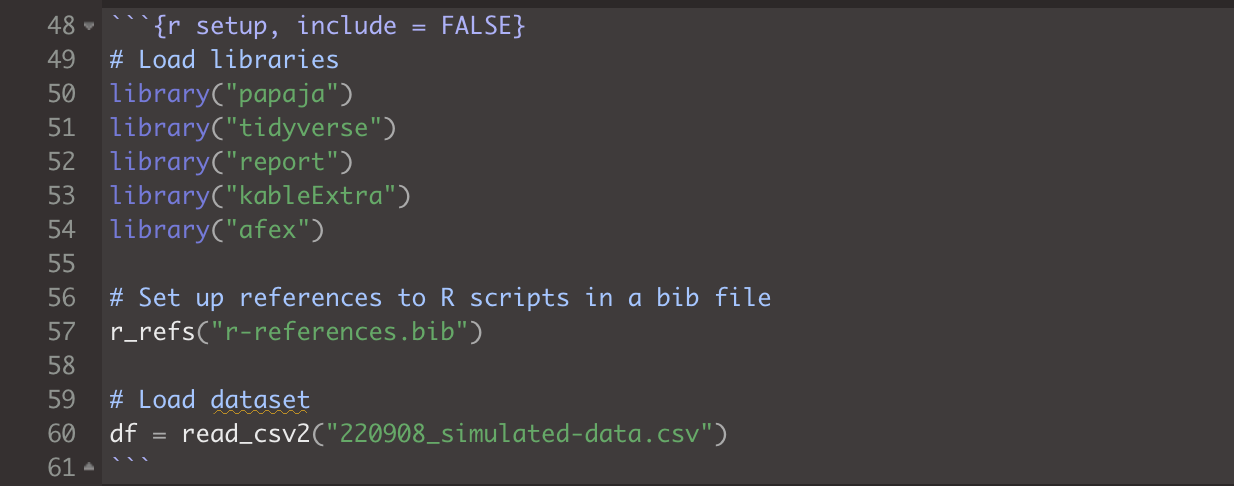 48 ```{r setup, include = FALSE}
49 # Load libraries
50 library("papaja")
51 library("tidyverse")
52 library("report")
53 library("kableExtra")
54 library("afex")
55
56 # Set up references to R scripts in a bib file
57 r_refs("r-references.bib")
58
59 # Load dataset
60 df = read_csv2("220908_simulated-data.csv")
61 ```